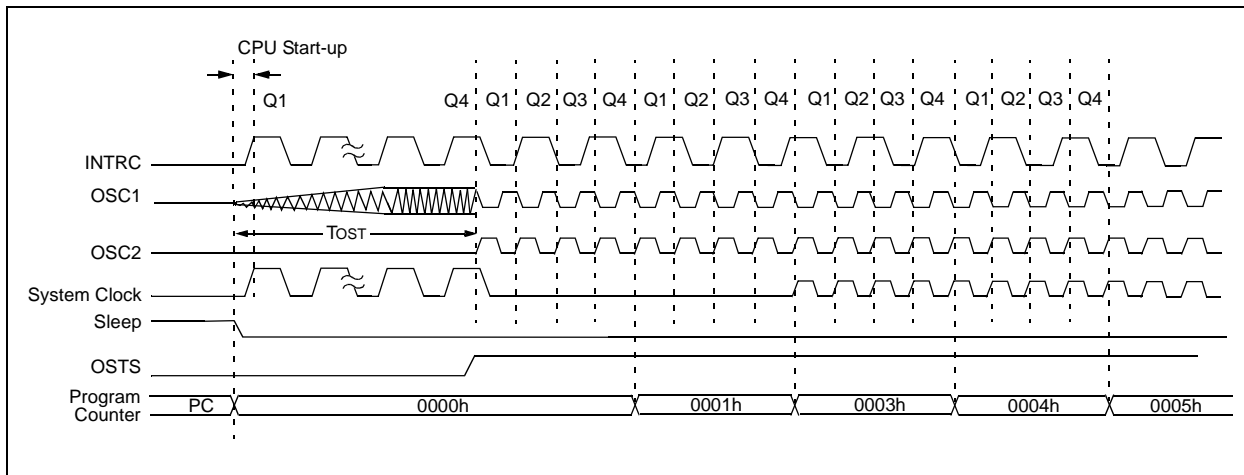 CPU Start-up
Q1 Q4 Q1 Q2 Q3 Q4 Q1 Q2 Q3 Q4 Q1 Q2 Q3 Q4 Q1 Q2 Q3 Q4
INTRC
OSC1
TOST
OSC2
System Clock
Sleep
OSTS
Program
Counter
PC 0000h 0001h 0003h 0004h 0005h